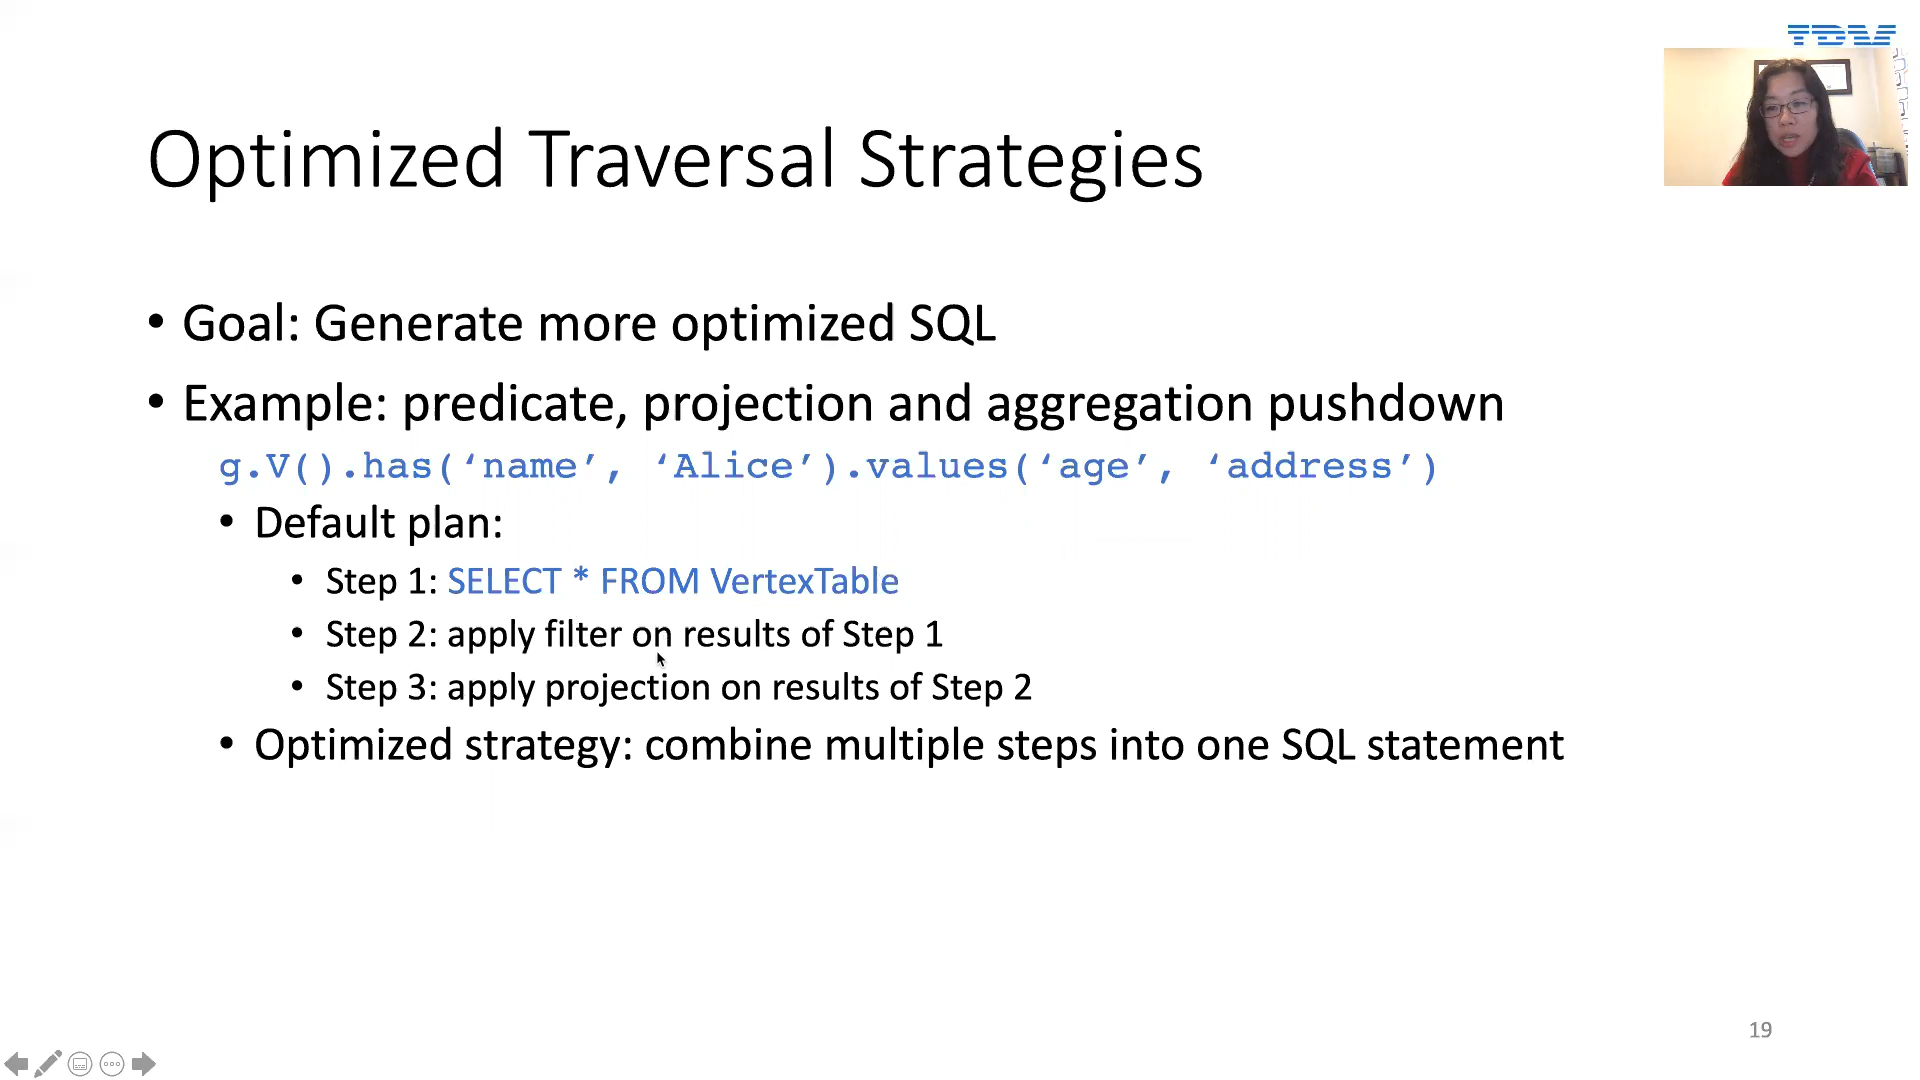 IBM
Optimized Traversal Strategies
• Goal: Generate more optimized SQL
• Example: predicate, projection and aggregation pushdown
g.V().has(‘name’, ‘Alice’).values(‘age’, ‘address’)
• Default plan:
• Step 1: SELECT * FROM VertexTable
• Step 2: apply filter on results of Step 1
• Step 3: apply projection on results of Step 2
• Optimized strategy: combine multiple steps into one SQL statement
19